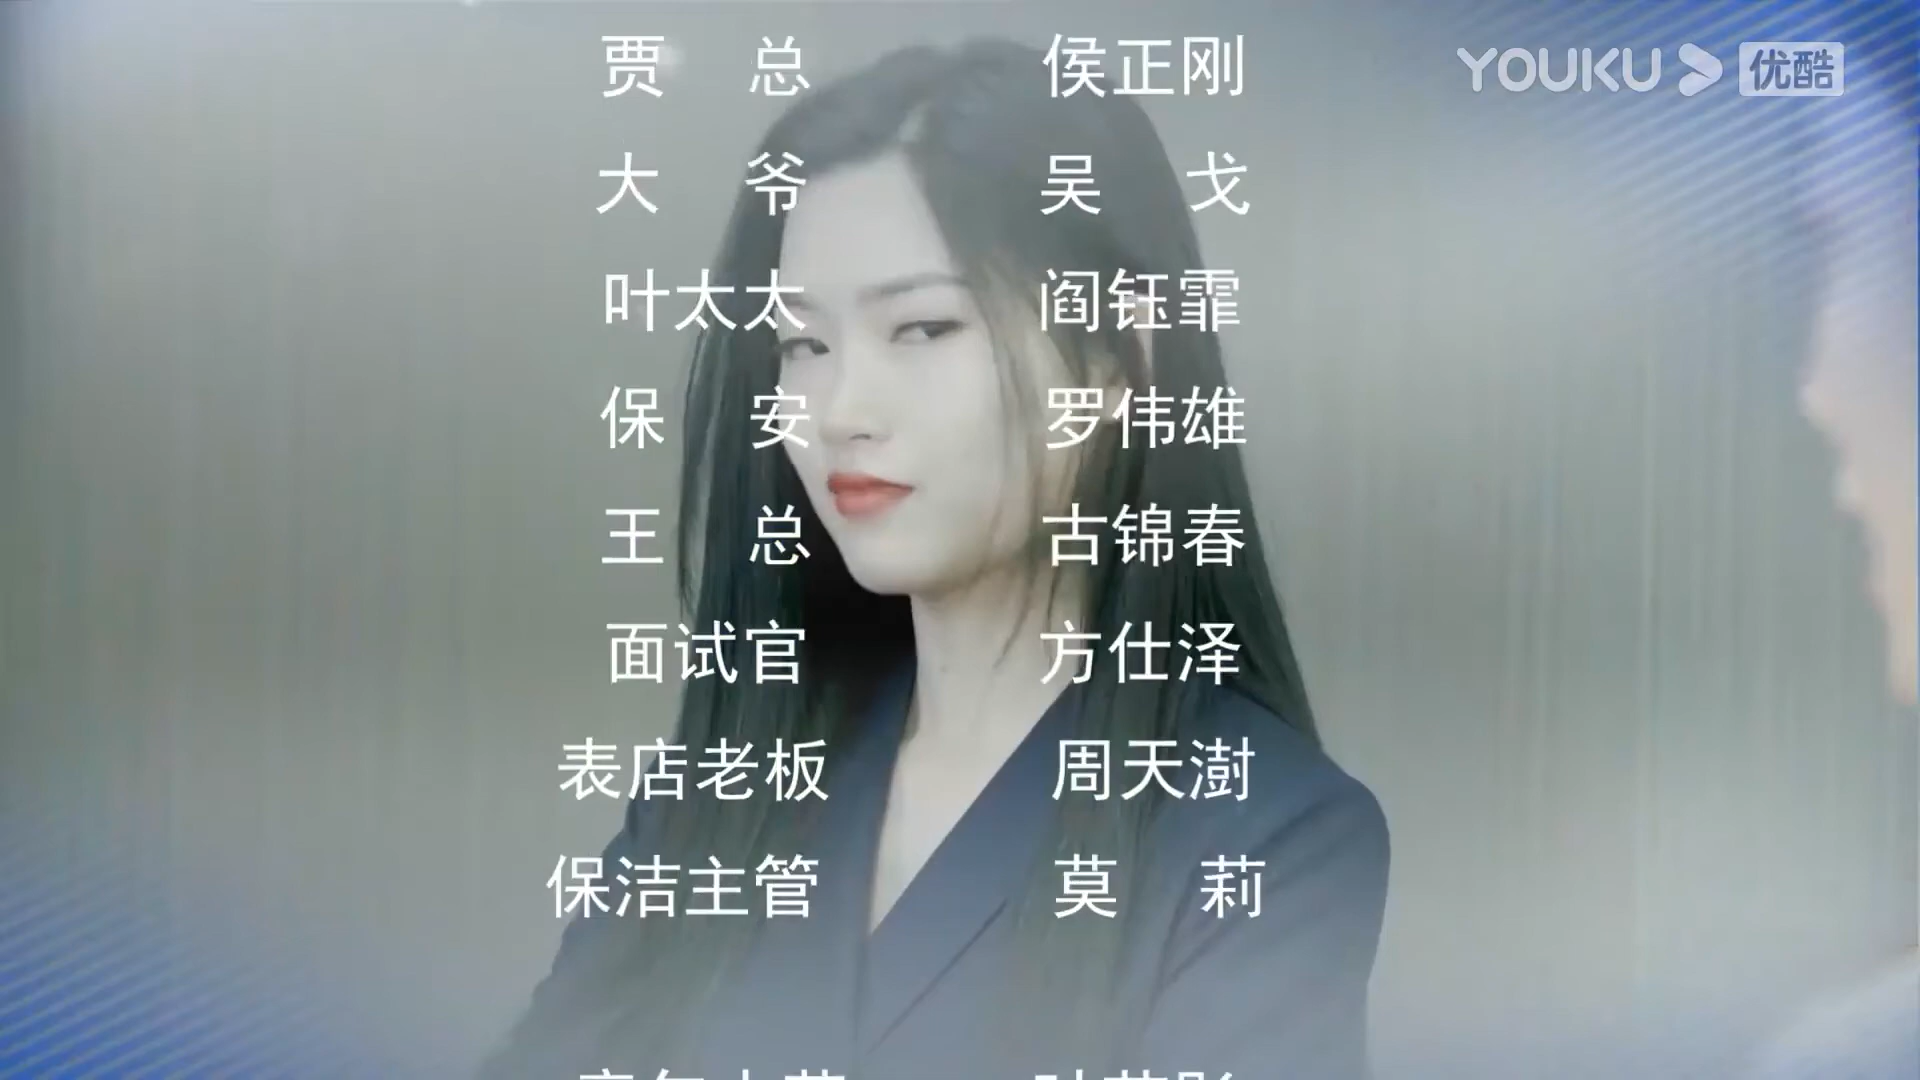 贾总 侯正刚
YOUKU 优酷
大爷 吴戈
叶太太 阎钰霏
保安 罗伟雄
王总 古锦春
面试官 方仕泽
表店老板 周天澍
保洁主管 莫莉